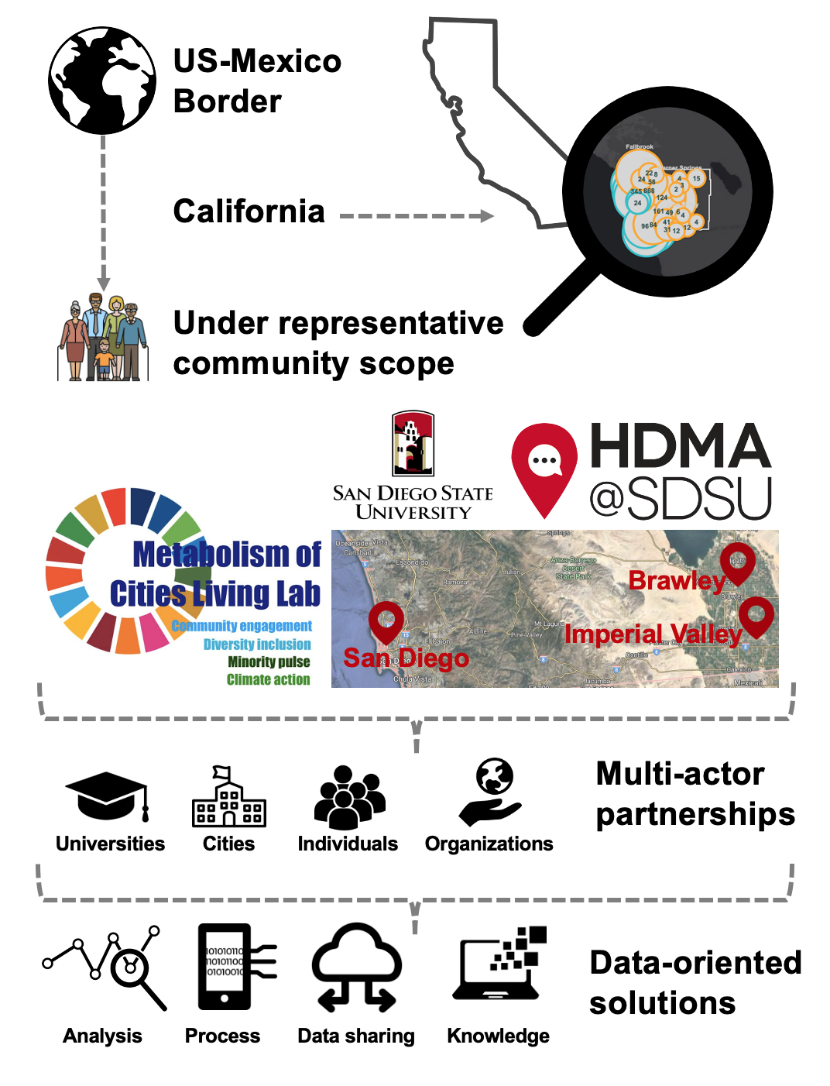 US-Mexico
Border
California
Fallbrook
Under representative
community scope
SAN DIEGO STATE
UNIVERSITY
HDMA
@SDSU
Metabolism of
Cities Living Lab
Community engagement
Diversity inclusion
Minority pulse
Climate action
Brawley
Imperial Valley
San Diego
Multi-actor
partnerships
Universities
Cities
Individuals
Organizations
Data-oriented
solutions
Analysis
Process
Data sharing
Knowledge